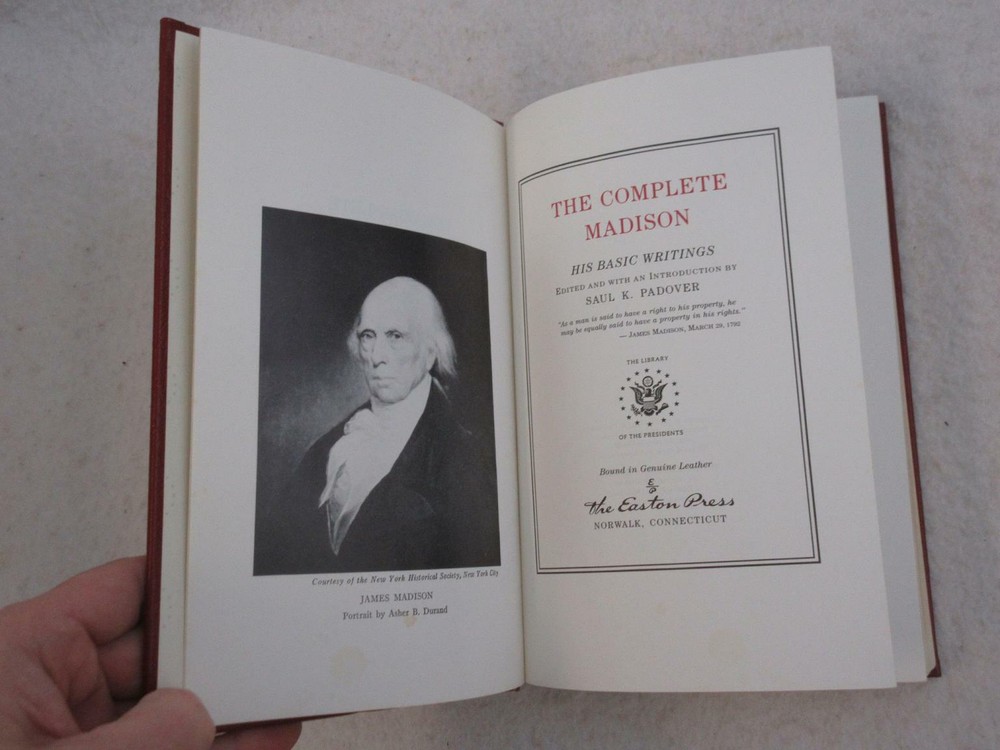 Courtesy of the New York Historical Society, New York City
JAMES MADISON
Portrait by Asher B. Durand
THE COMPLETE
MADISON
HIS BASIC WRITINGS
EDITED AND WITH AN INTRODUCTION BY
SAUL K. PADOVER
"As a man is said to have a right to his property, he
may be equally said to have a property in his rights."
— JAMES MADISON, MARCH 29, 1792
THE LIBRARY
OF THE PRESIDENTS
Bound in Genuine Leather
E
P
The Easton Press
NORWALK, CONNECTICUT